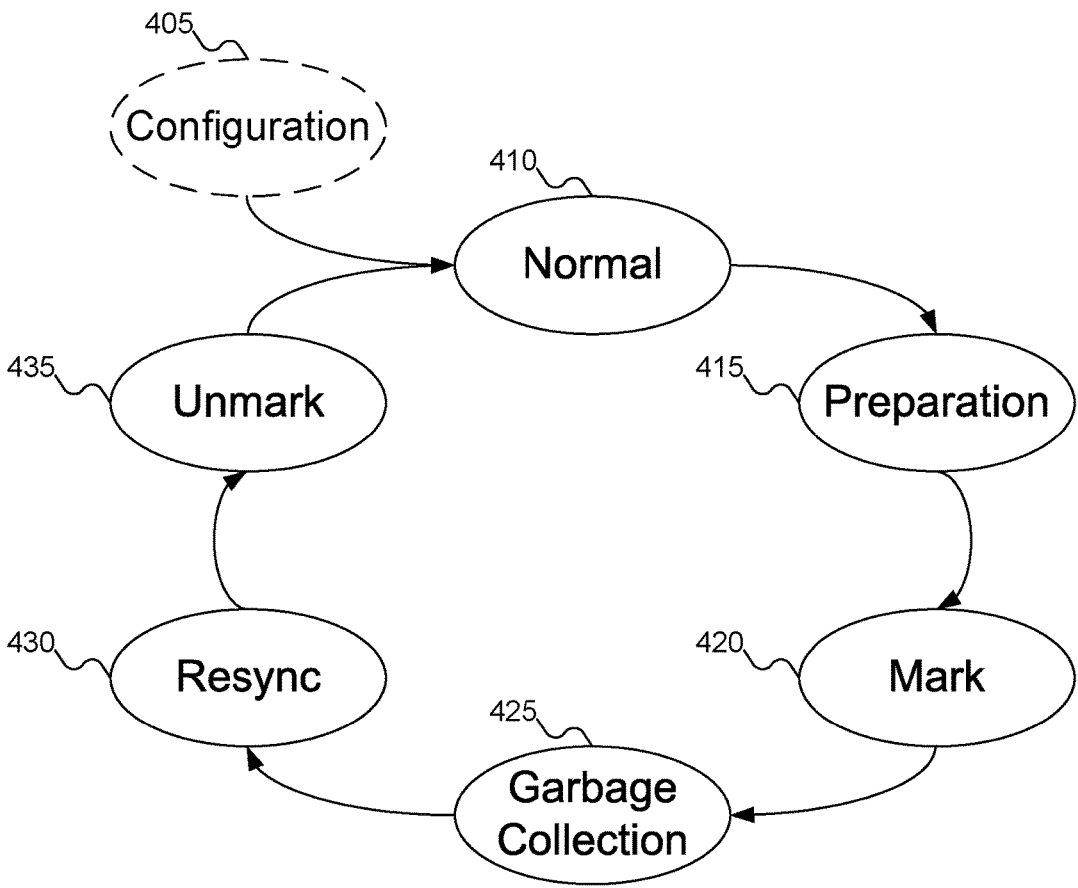 405
Configuration
410
Normal
435
Unmark
415
Preparation
430
Resync
420
Mark
425
Garbage
Collection